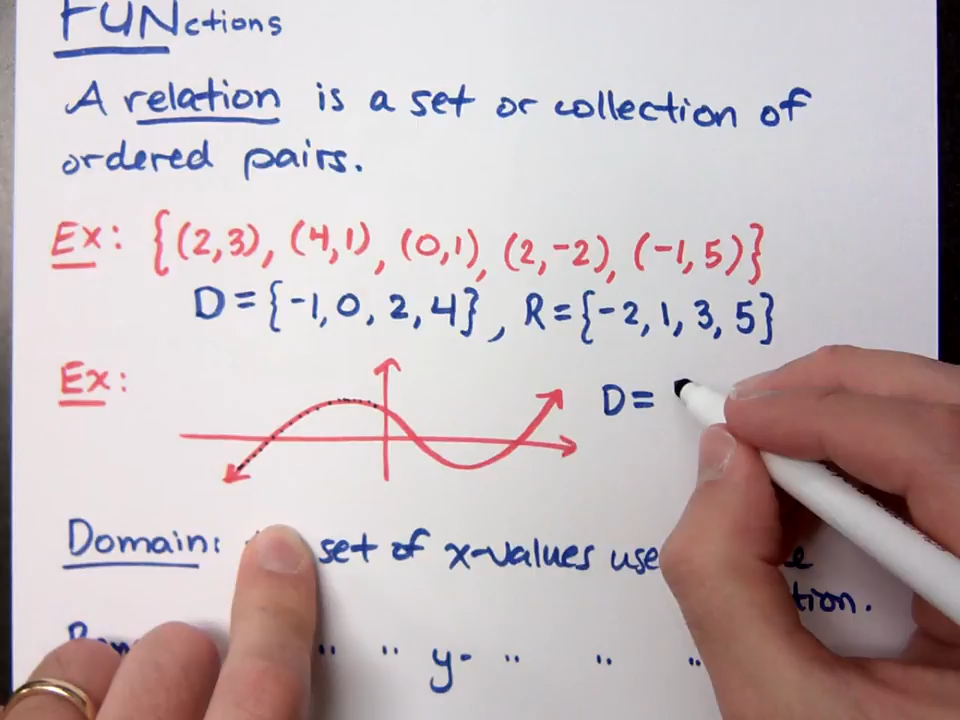 FUNctions
A relation is a set or collection of
ordered pairs.
Ex: {(2,3), (4,1), (0,1), (2,-2), (-1,5)}
D={-1,0,2,4}, R={-2,1,3,5}
Ex: D=
Domain: set of x-values
tion.
" " y- " " "